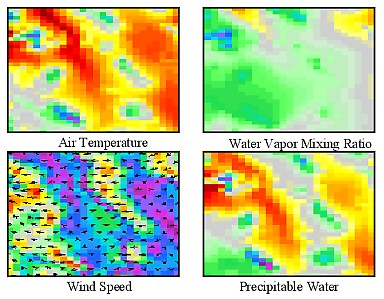 Air Temperature
Water Vapor Mixing Ratio
Wind Speed
Precipitable Water